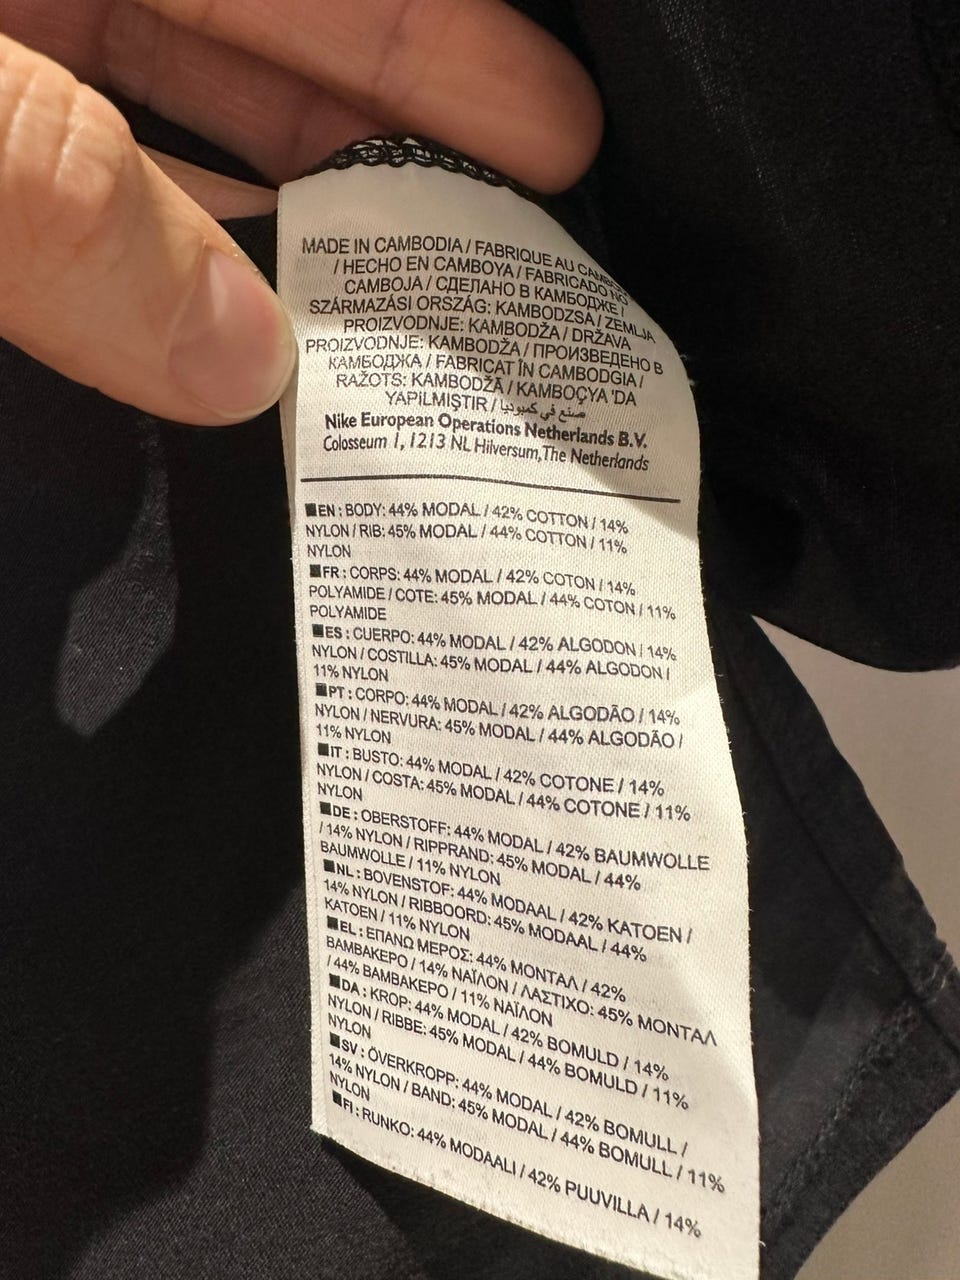 MADE IN CAMBODIA / FABRIQUE AU
/ HECHO EN CAMBOYA / FABRICADO NO
CAMBOJA / СДЕЛАНО В КАМБОДЖЕ /
SZÁRMAZÁSI ORSZÁG: KAMBODZSA / ZEMLJA
PROIZVODNJE: KAMBODŽA / DRŽAVA
PROIZVODNJE: KAMBODŽA / ПРОИЗВЕДЕНО В
КАМБОДЖА / FABRICAT ÎN CAMBODGIA /
RAŽOTS: KAMBODŽĀ / KAMBOÇYA 'DA
YAPILMIŞTIR / صنع في كمبوديا
Nike European Operations Netherlands B.V.
Colosseum 1, 1213 NL Hilversum, The Netherlands
■EN : BODY: 44% MODAL / 42% COTTON / 14%
NYLON / RIB: 45% MODAL / 44% COTTON / 11%
NYLON
■FR : CORPS: 44% MODAL / 42% COTON / 14%
POLYAMIDE / COTE: 45% MODAL / 44% COTON / 11%
POLYAMIDE
■ES : CUERPO: 44% MODAL / 42% ALGODON / 14%
NYLON / COSTILLA: 45% MODAL / 44% ALGODON /
11% NYLON
■PT : CORPO: 44% MODAL / 42% ALGODÃO / 14%
NYLON / NERVURA: 45% MODAL / 44% ALGODÃO /
11% NYLON
■IT : BUSTO: 44% MODAL / 42% COTONE / 14%
NYLON / COSTA: 45% MODAL / 44% COTONE / 11%
NYLON
■DE : OBERSTOFF: 44% MODAL / 42% BAUMWOLLE
/ 14% NYLON / RIPPRAND: 45% MODAL / 44%
BAUMWOLLE / 11% NYLON
■NL : BOVENSTOF: 44% MODAAL / 42% KATOEN /
14% NYLON / RIBBOORD: 45% MODAAL / 44%
KATOEN / 11% NYLON
■EL : ΕΠΑΝΩ ΜΕΡΟΣ: 44% ΜΟΝΤΑΛ / 42%
ΒΑΜΒΑΚΕΡΟ / 14% ΝΑΪΛΟΝ / ΛΑΣΤΙΧΟ: 45% ΜΟΝΤΑΛ
/ 44% ΒΑΜΒΑΚΕΡΟ / 11% ΝΑΪΛΟΝ
■DA : KROP: 44% MODAL / 42% BOMULD / 14%
NYLON / RIBBE: 45% MODAL / 44% BOMULD / 11%
NYLON
■SV : ÖVERKROPP: 44% MODAL / 42% BOMULL /
14% NYLON / BAND: 45% MODAL / 44% BOMULL / 11%
NYLON
■FI : RUNKO: 44% MODAALI / 42% PUUVILLA / 14%